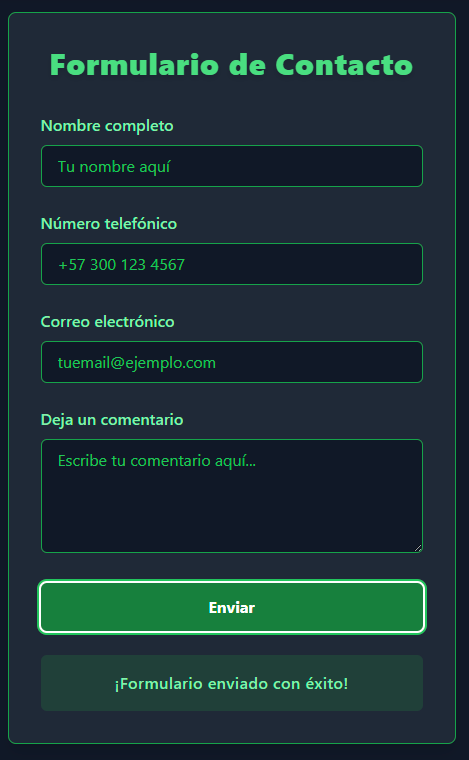 Formulario de Contacto
Nombre completo
Tu nombre aquí
Número telefónico
+57 300 123 4567
Correo electrónico
tuemail@ejemplo.com
Deja un comentario
Escribe tu comentario aquí...
Enviar
¡Formulario enviado con éxito!